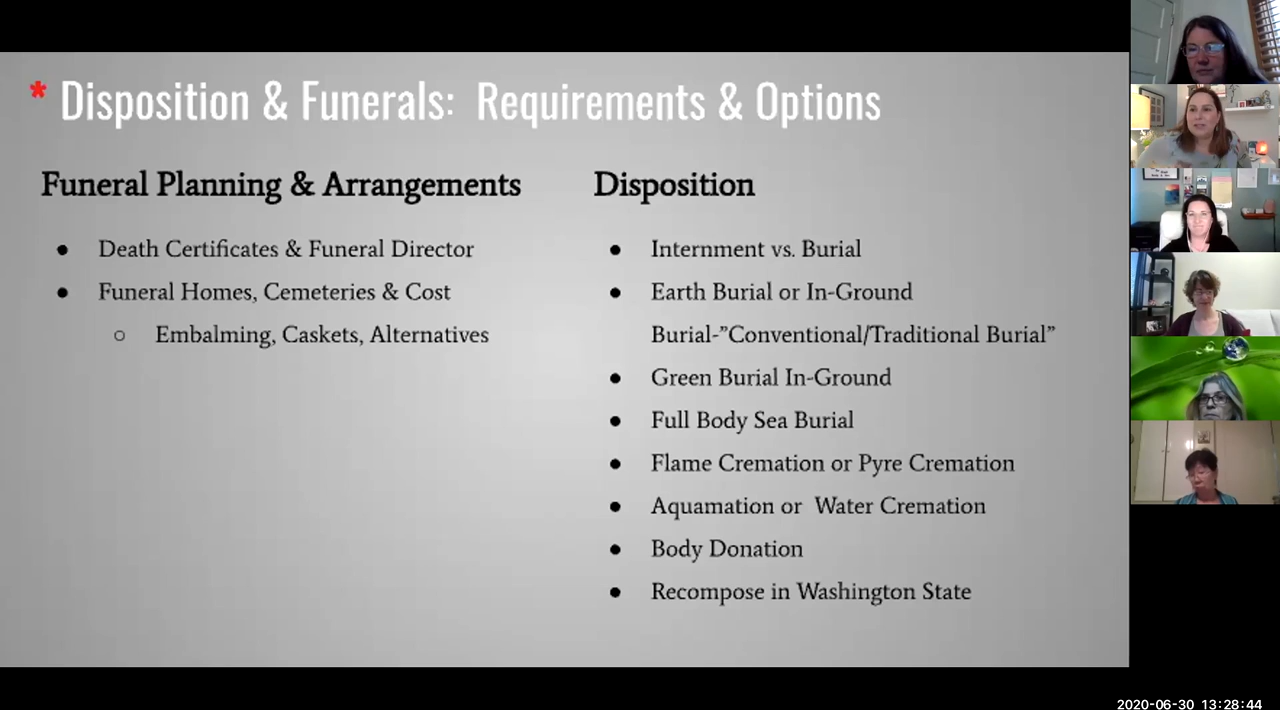 * Disposition & Funerals: Requirements & Options
Funeral Planning & Arrangements
● Death Certificates & Funeral Director
● Funeral Homes, Cemeteries & Cost
○ Embalming, Caskets, Alternatives
Disposition
● Internment vs. Burial
● Earth Burial or In-Ground
Burial-”Conventional/Traditional Burial”
● Green Burial In-Ground
● Full Body Sea Burial
● Flame Cremation or Pyre Cremation
● Aquamation or Water Cremation
● Body Donation
● Recompose in Washington State
2020-06-30 13:28:44